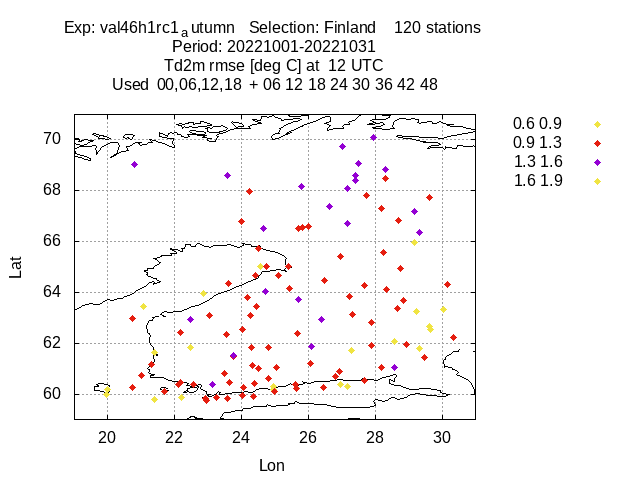 Exp: val46h1rc1a utumn Selection: Finland 120 stations
Period: 20221001-20221031
Td2m rmse [deg C] at 12 UTC
Used 00,06,12,18 + 06 12 18 24 30 36 42 48
0.6 0.9
0.9 1.3
1.3 1.6
1.6 1.9
70
68
66
64
62
60
Lat
20 22 24 26 28 30
Lon